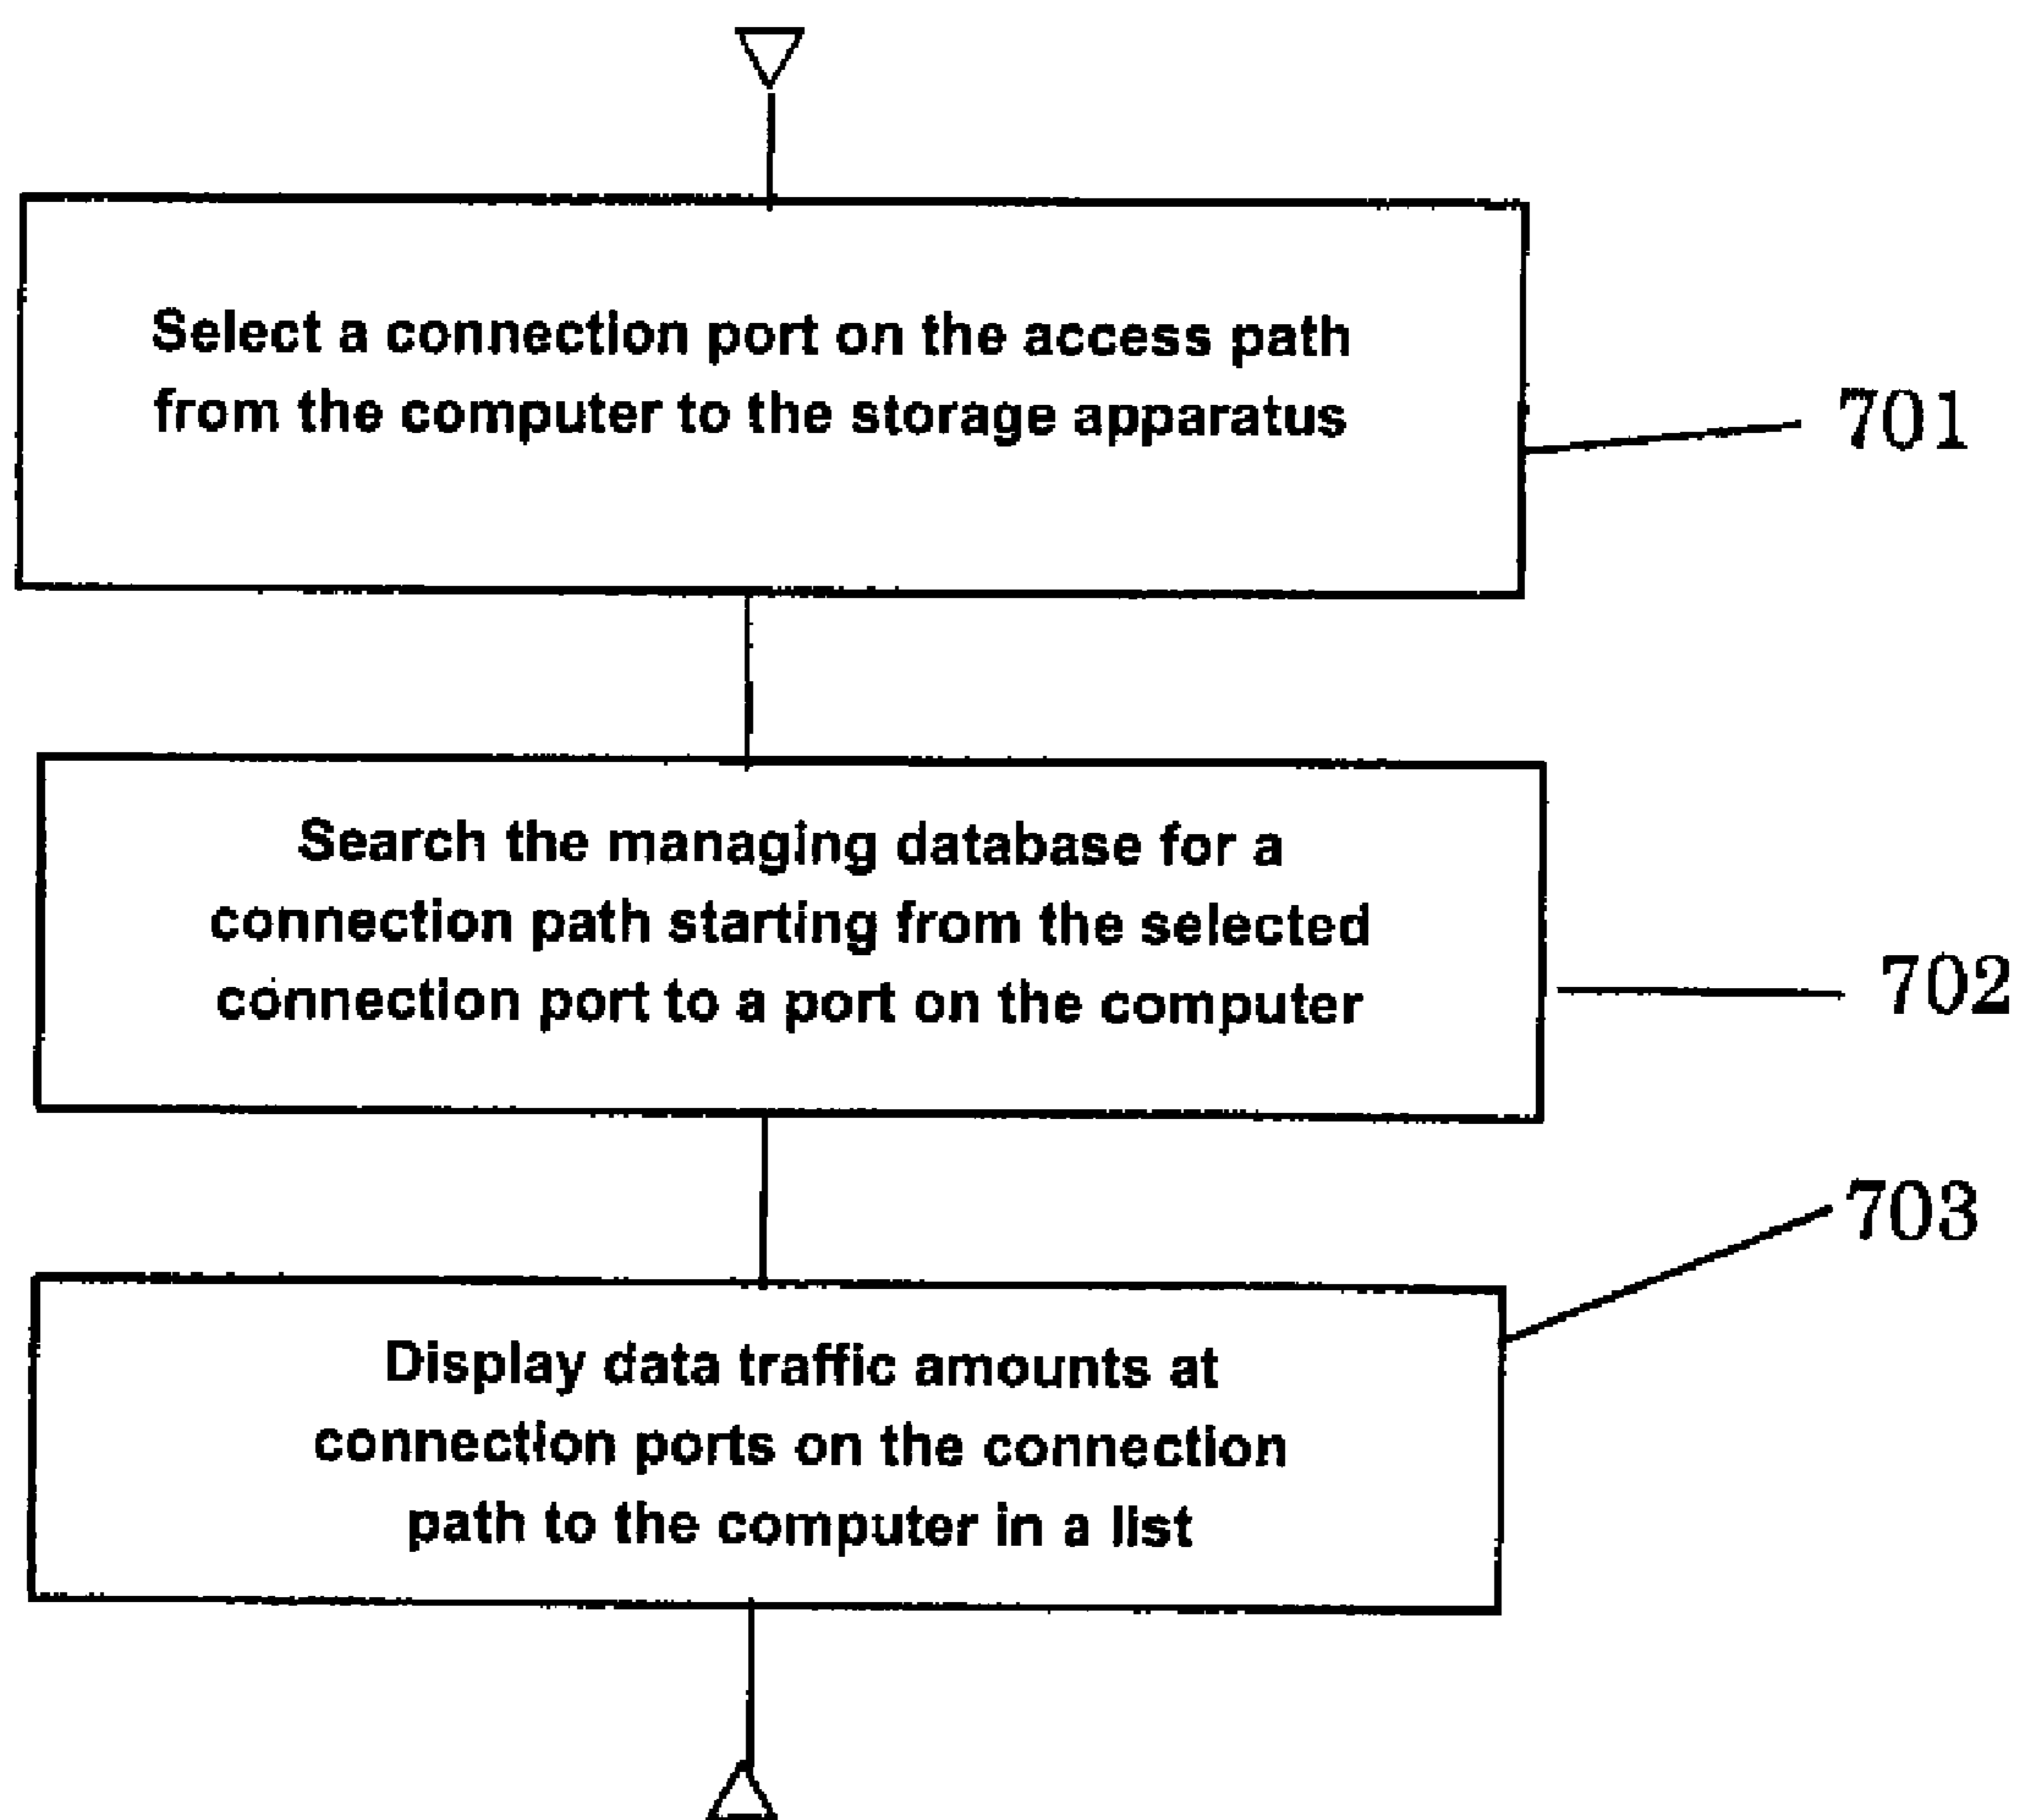 Select a connection port on the access path
from the computer to the storage apparatus
701
Search the managing database for a
connection path starting from the selected
connection port to a port on the computer
702
703
Display data traffic amounts at
connection ports on the connection
path to the computer in a list